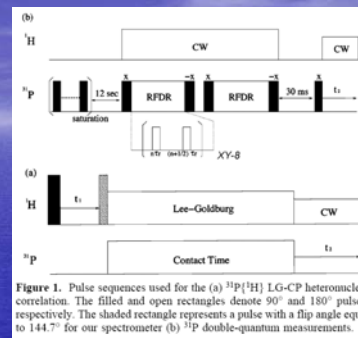 (b)
¹H
CW
CW
x
-x
x
-x
x
³¹P
12 sec
RFDR
RFDR
30 ms
t₂
saturation
XY-8
(a)
¹H
t₁
Lee-Goldburg
CW
³¹P
Contact Time
Figure 1. Pulse sequences used for the (a) ³¹P{¹H} LG-CP heteronucle
correlation. The filled and open rectangles denote 90° and 180° pulse
respectively. The shaded rectangle represents a pulse with a flip angle equ
to 144.7° for our spectrometer (b) ³¹P double-quantum measurements.